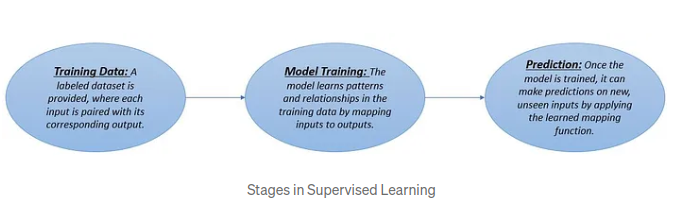 Training Data: A
labeled dataset is
provided, where each
input is paired with its
corresponding output.
Model Training: The
model learns patterns
and relationships in the
training data by mapping
inputs to outputs.
Prediction: Once the
model is trained, it can
make predictions on new,
unseen inputs by applying
the learned mapping
function.
Stages in Supervised Learning